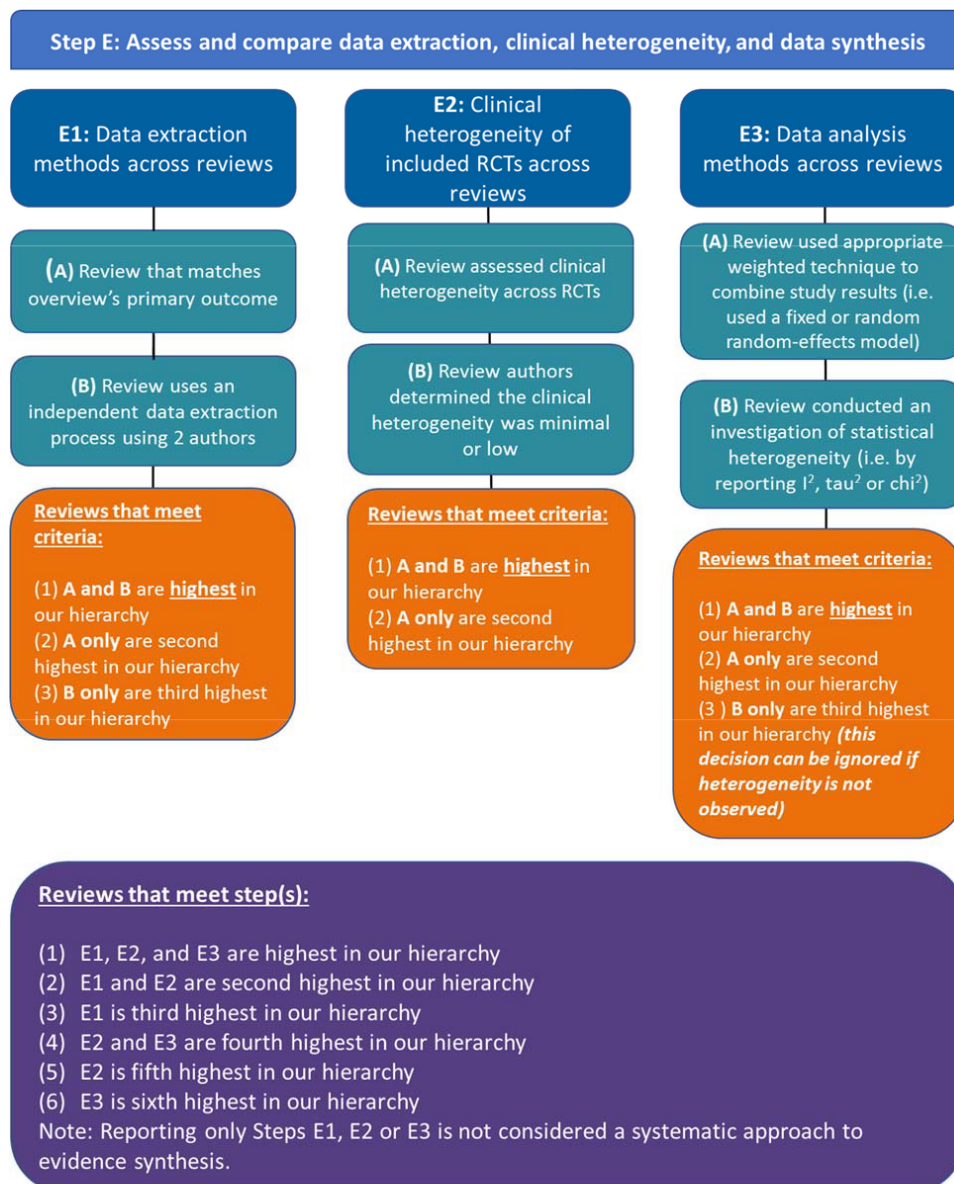 Step E: Assess and compare data extraction, clinical heterogeneity, and data synthesis
E1: Data extraction
methods across reviews
(A) Review that matches
overview's primary outcome
(B) Review uses an
independent data extraction
process using 2 authors
Reviews that meet
criteria:
(1) A and B are highest in
our hierarchy
(2) A only are second
highest in our hierarchy
(3) B only are third highest
in our hierarchy
E2: Clinical
heterogeneity of
included RCTs across
reviews
(A) Review assessed clinical
heterogeneity across RCTs
(B) Review authors
determined the clinical
heterogeneity was minimal
or low
Reviews that meet criteria:
(1) A and B are highest in
our hierarchy
(2) A only are second
highest in our hierarchy
E3: Data analysis
methods across reviews
(A) Review used appropriate
weighted technique to
combine study results (i.e.
used a fixed or random
random-effects model)
(B) Review conducted an
investigation of statistical
heterogeneity (i.e. by
reporting I², tau² or chi²)
Reviews that meet criteria:
(1) A and B are highest in
our hierarchy
(2) A only are second
highest in our hierarchy
(3 ) B only are third highest
in our hierarchy (this
decision can be ignored if
heterogeneity is not
observed)
Reviews that meet step(s):
(1) E1, E2, and E3 are highest in our hierarchy
(2) E1 and E2 are second highest in our hierarchy
(3) E1 is third highest in our hierarchy
(4) E2 and E3 are fourth highest in our hierarchy
(5) E2 is fifth highest in our hierarchy
(6) E3 is sixth highest in our hierarchy
Note: Reporting only Steps E1, E2 or E3 is not considered a systematic approach to
evidence synthesis.